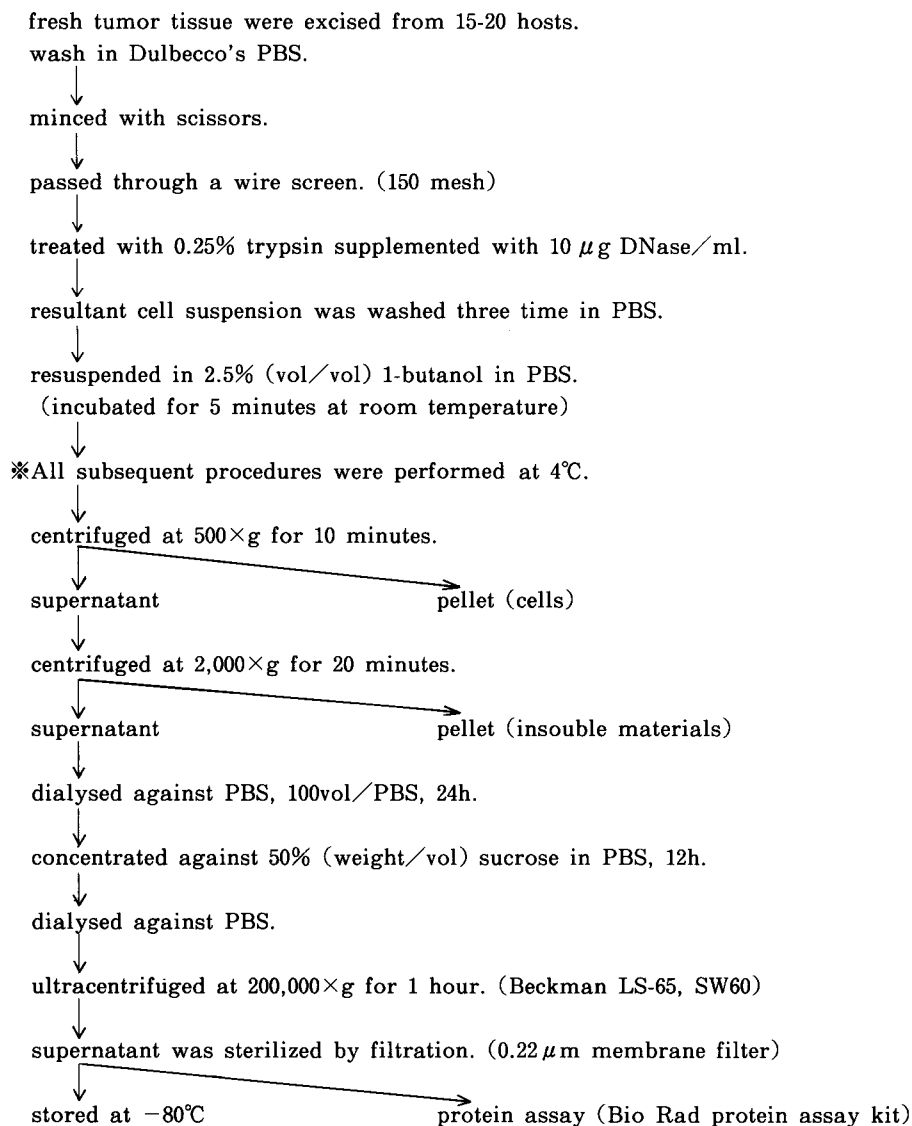 fresh tumor tissue were excised from 15-20 hosts.
wash in Dulbecco's PBS.
minced with scissors.
passed through a wire screen. (150 mesh)
treated with 0.25% trypsin supplemented with 10 μg DNase/ml.
resultant cell suspension was washed three time in PBS.
resuspended in 2.5% (vol/vol) 1-butanol in PBS.
(incubated for 5 minutes at room temperature)
※All subsequent procedures were performed at 4℃.
centrifuged at 500×g for 10 minutes.
supernatant pellet (cells)
centrifuged at 2,000×g for 20 minutes.
supernatant pellet (insouble materials)
dialysed against PBS, 100vol/PBS, 24h.
concentrated against 50% (weight/vol) sucrose in PBS, 12h.
dialysed against PBS.
ultracentrifuged at 200,000×g for 1 hour. (Beckman LS-65, SW60)
supernatant was sterilized by filtration. (0.22μm membrane filter)
stored at −80℃ protein assay (Bio Rad protein assay kit)